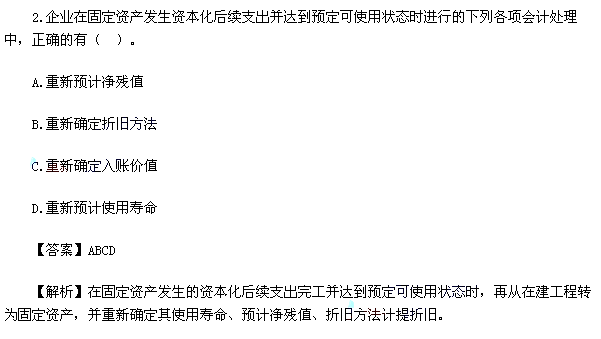 2.企业在固定资产发生资本化后续支出并达到预定可使用状态时进行的下列各项会计处理
中，正确的有（　）。
A.重新预计净残值
B.重新确定折旧方法
C.重新确定入账价值
D.重新预计使用寿命
【答案】ABCD
【解析】在固定资产发生的资本化后续支出完工并达到预定可使用状态时，再从在建工程转
为固定资产，并重新确定其使用寿命、预计净残值、折旧方法计提折旧。